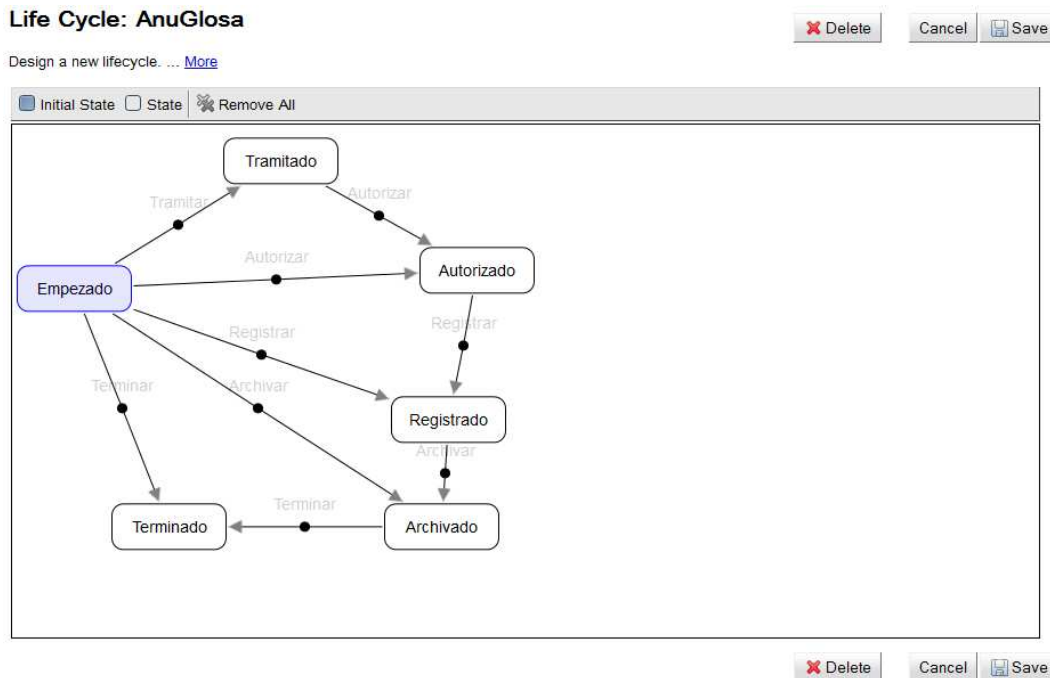 Life Cycle: AnuGlosa
Delete
Cancel
Save
Design a new lifecycle. ... More
Initial State
State
Remove All
Tramitado
Tramitar
Autorizar
Autorizar
Autorizado
Empezado
Registrar
Registrar
Terminar
Archivar
Registrado
Archivar
Terminar
Terminado
Archivado
Delete
Cancel
Save